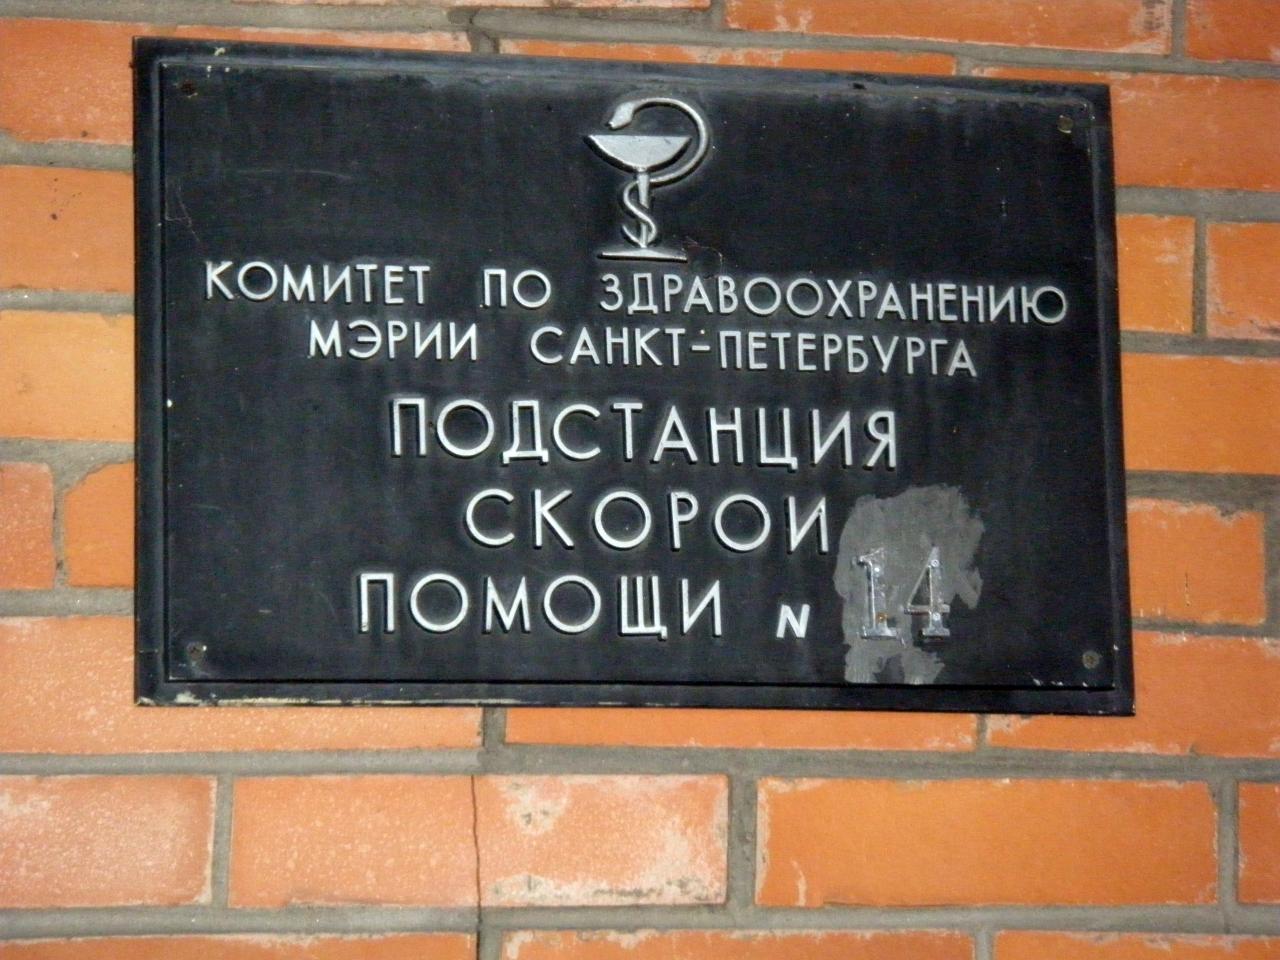 КОМИТЕТ ПО ЗДРАВООХРАНЕНИЮ
МЭРИИ САНКТ-ПЕТЕРБУРГА
ПОДСТАНЦИЯ
СКОРОИ
ПОМОЩИ N 14